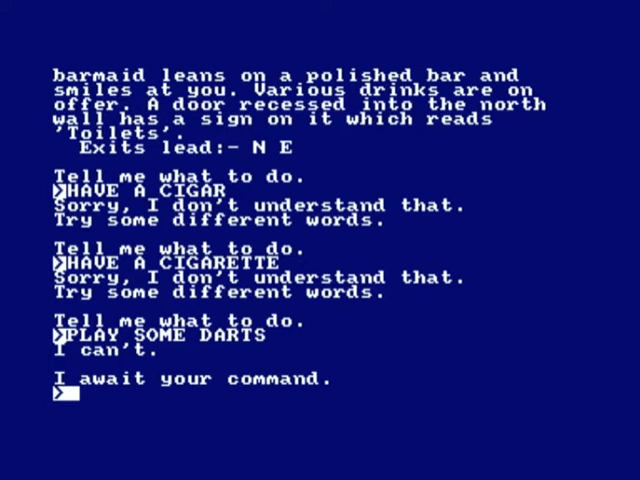 barmaid leans on a polished bar and
smiles at you. Various drinks are on
offer. A door recessed into the north
wall has a sign on it which reads
'Toilets'.
Exits lead:- N E
Tell me what to do.
>HAVE A CIGAR
Sorry, I don't understand that.
Try some different words.
Tell me what to do.
>HAVE A CIGARETTE
Sorry, I don't understand that.
Try some different words.
Tell me what to do.
>PLAY SOME DARTS
I can't.
I await your command.
>